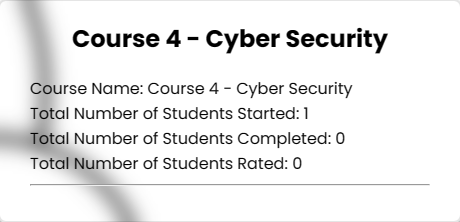 Course 4 - Cyber Security
Course Name: Course 4 - Cyber Security
Total Number of Students Started: 1
Total Number of Students Completed: 0
Total Number of Students Rated: 0